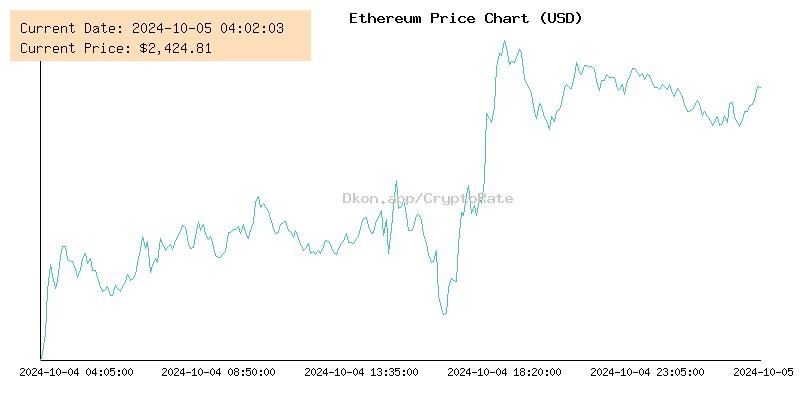 Ethereum Price Chart (USD)
Current Date: 2024-10-05 04:02:03
Current Price: $2,424.81
Dkon.app/CryptoRate
2024-10-04 04:05:00 2024-10-04 08:50:00 2024-10-04 13:35:00 2024-10-04 18:20:00 2024-10-04 23:05:00 2024-10-05